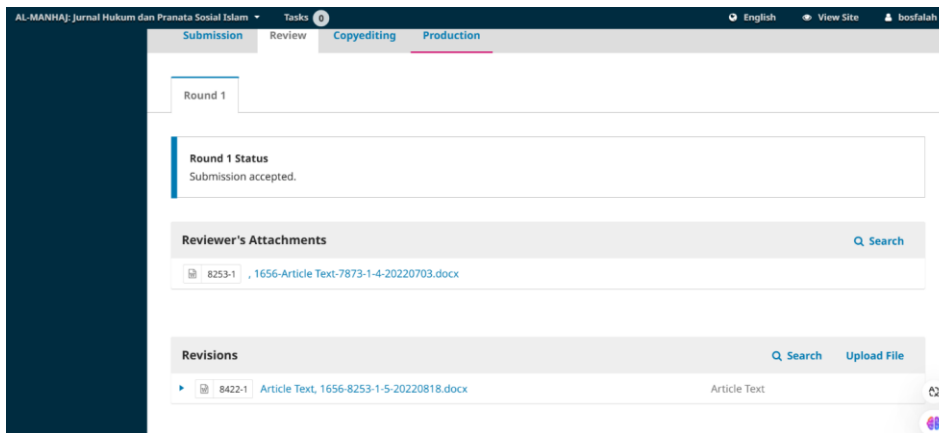 AL-MANHAJ: Jurnal Hukum dan Pranata Sosial Islam Tasks 0 English View Site bosfalah
Submission Review Copyediting Production
Round 1
Round 1 Status
Submission accepted.
Reviewer's Attachments Search
8253-1 , 1656-Article Text-7873-1-4-20220703.docx
Revisions Search Upload File
8422-1 Article Text, 1656-8253-1-5-20220818.docx Article Text